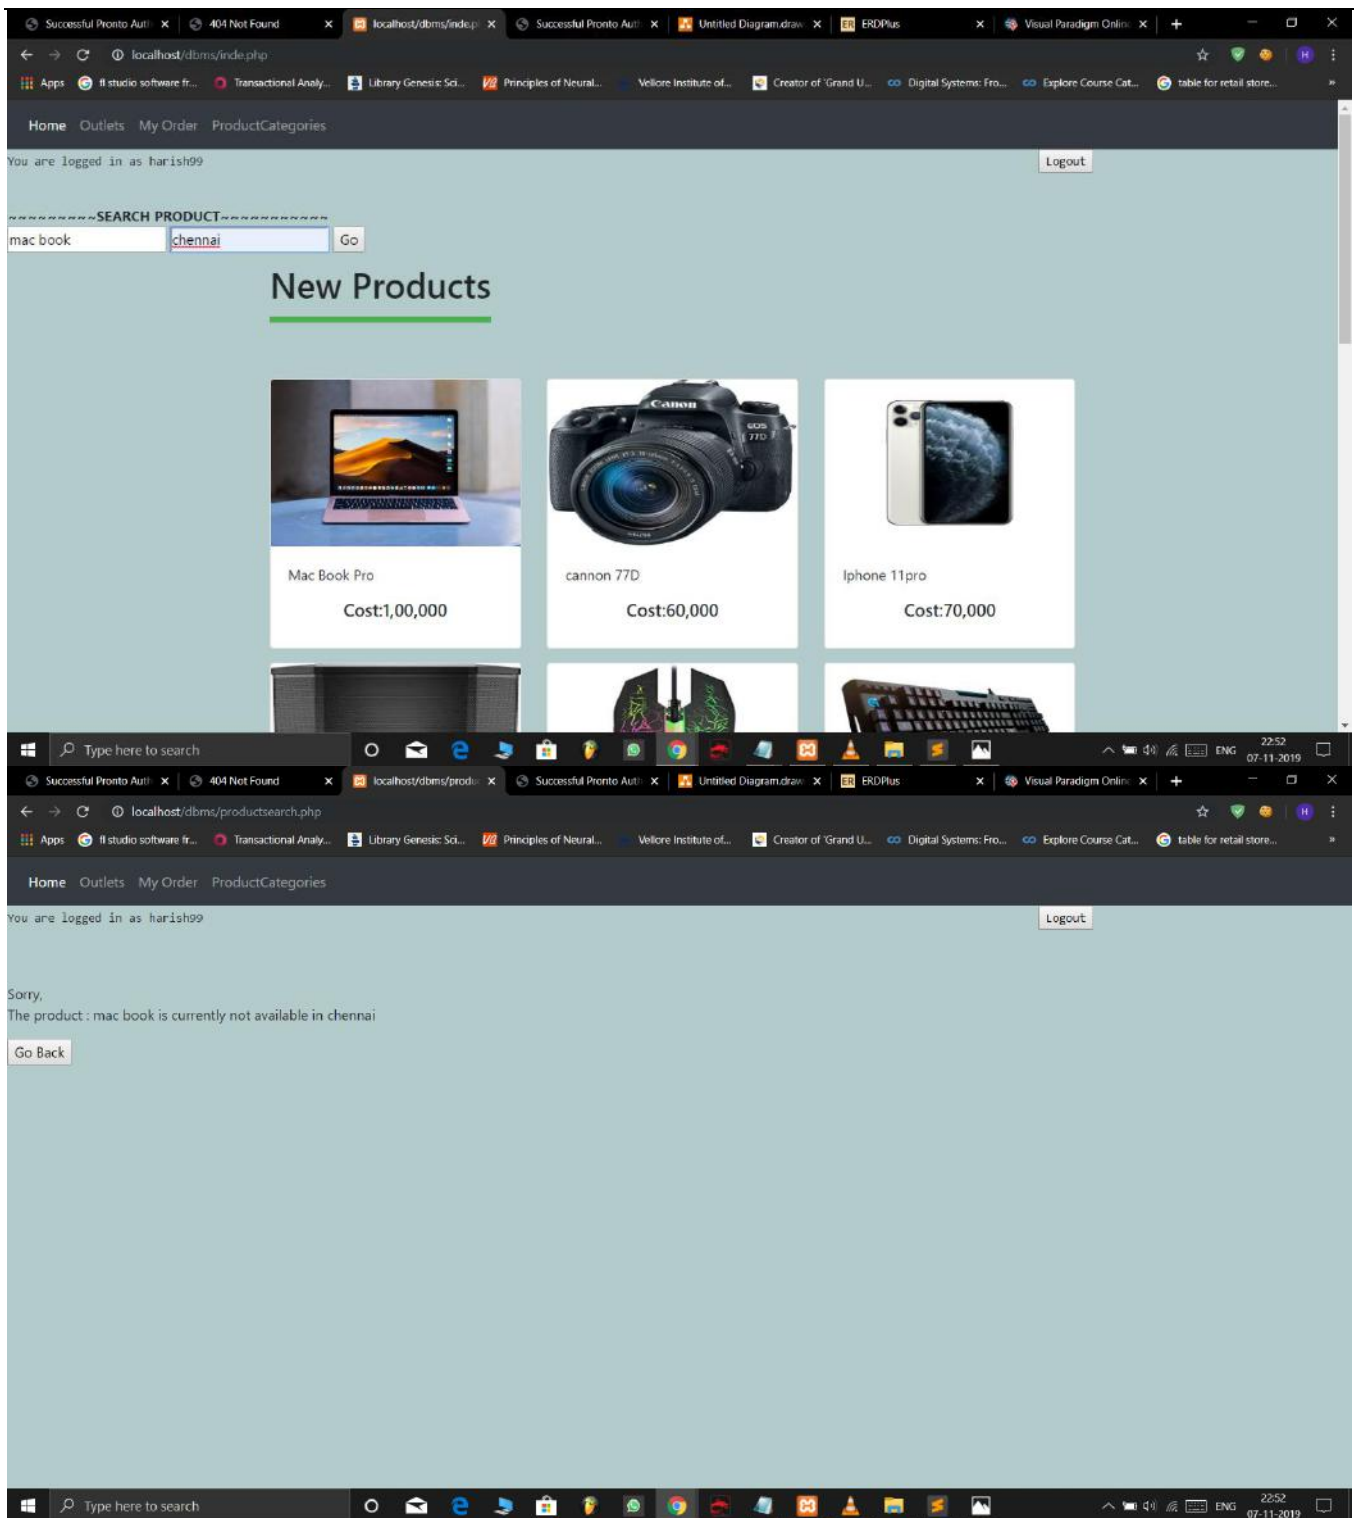 Successful Pronto Auth 404 Not Found localhost/dbms/inde.p Successful Pronto Auth Untitled Diagram.draw ERDPlus Visual Paradigm Online
localhost/dbms/inde.php
Apps fl studio software fr... Transactional Analy... Library Genesis: Sci... Principles of Neural... Vellore Institute of... Creator of 'Grand U... Digital Systems: Fro... Explore Course Cat... table for retail store... »
Home Outlets My Order ProductCategories
You are logged in as harish99 Logout
~~~~~~~~~SEARCH PRODUCT~~~~~~~~~~~
mac book chennai Go
New Products
Canon
EOS
77D
Mac Book Pro cannon 77D Iphone 11pro
Cost:1,00,000 Cost:60,000 Cost:70,000
Type here to search ENG 22:52
07-11-2019
Successful Pronto Auth 404 Not Found localhost/dbms/produc Successful Pronto Auth Untitled Diagram.draw ERDPlus Visual Paradigm Online
localhost/dbms/productsearch.php
Apps fl studio software fr... Transactional Analy... Library Genesis: Sci... Principles of Neural... Vellore Institute of... Creator of 'Grand U... Digital Systems: Fro... Explore Course Cat... table for retail store... »
Home Outlets My Order ProductCategories
You are logged in as harish99 Logout
Sorry,
The product : mac book is currently not available in chennai
Go Back
Type here to search ENG 22:52
07-11-2019